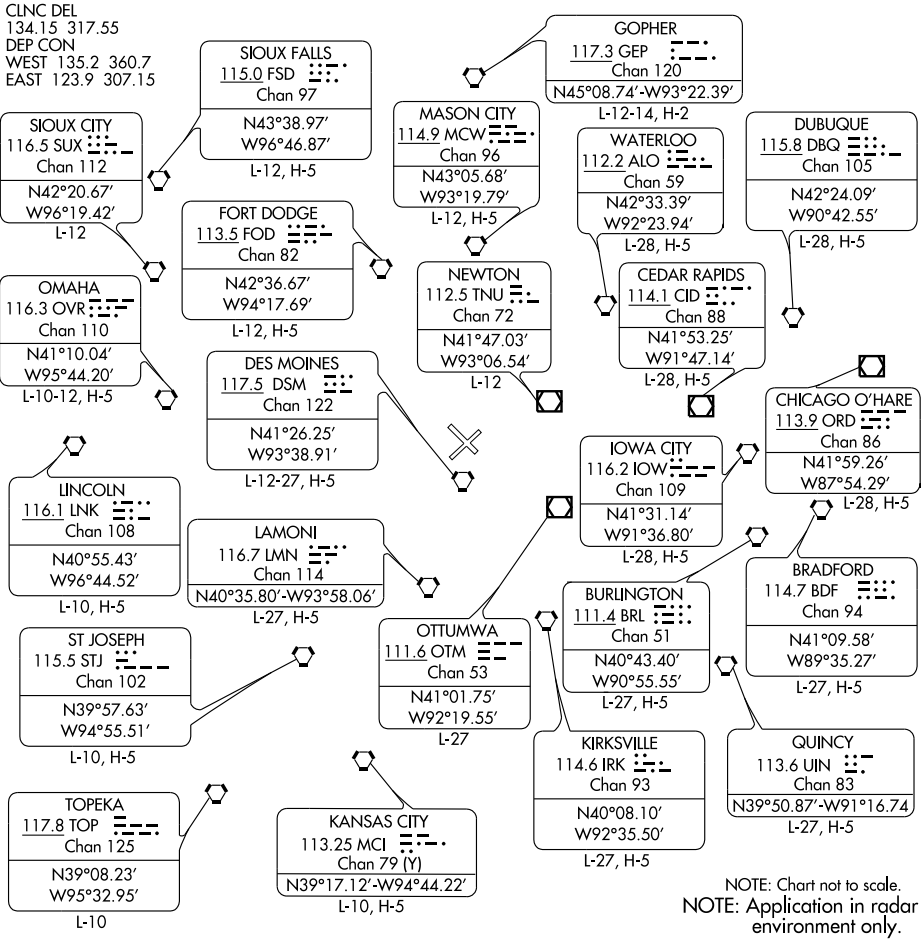 CLNC DEL
134.15 317.55
DEP CON
WEST 135.2 360.7
EAST 123.9 307.15
SIOUX FALLS
115.0 FSD
Chan 97
N43°38.97'
W96°46.87'
L-12, H-5
GOPHER
117.3 GEP
Chan 120
N45°08.74'-W93°22.39'
L-12-14, H-2
SIOUX CITY
116.5 SUX
Chan 112
N42°20.67'
W96°19.42'
L-12
MASON CITY
114.9 MCW
Chan 96
N43°05.68'
W93°19.79'
L-12, H-5
WATERLOO
112.2 ALO
Chan 59
N42°33.39'
W92°23.94'
L-28, H-5
DUBUQUE
115.8 DBQ
Chan 105
N42°24.09'
W90°42.55'
L-28, H-5
FORT DODGE
113.5 FOD
Chan 82
N42°36.67'
W94°17.69'
L-12, H-5
OMAHA
116.3 OVR
Chan 110
N41°10.04'
W95°44.20'
L-10-12, H-5
NEWTON
112.5 TNU
Chan 72
N41°47.03'
W93°06.54'
L-12
CEDAR RAPIDS
114.1 CID
Chan 88
N41°53.25'
W91°47.14'
L-28, H-5
DES MOINES
117.5 DSM
Chan 122
N41°26.25'
W93°38.91'
L-12-27, H-5
CHICAGO O'HARE
113.9 ORD
Chan 86
N41°59.26'
W87°54.29'
L-28, H-5
IOWA CITY
116.2 IOW
Chan 109
N41°31.14'
W91°36.80'
L-28, H-5
LINCOLN
116.1 LNK
Chan 108
N40°55.43'
W96°44.52'
L-10, H-5
LAMONI
116.7 LMN
Chan 114
N40°35.80'-W93°58.06'
L-27, H-5
BRADFORD
114.7 BDF
Chan 94
N41°09.58'
W89°35.27'
L-27, H-5
BURLINGTON
111.4 BRL
Chan 51
N40°43.40'
W90°55.55'
L-27, H-5
OTTUMWA
111.6 OTM
Chan 53
N41°01.75'
W92°19.55'
L-27
ST JOSEPH
115.5 STJ
Chan 102
N39°57.63'
W94°55.51'
L-10, H-5
KIRKSVILLE
114.6 IRK
Chan 93
N40°08.10'
W92°35.50'
L-27, H-5
QUINCY
113.6 UIN
Chan 83
N39°50.87'-W91°16.74
L-27, H-5
TOPEKA
117.8 TOP
Chan 125
N39°08.23'
W95°32.95'
L-10
KANSAS CITY
113.25 MCI
Chan 79 (Y)
N39°17.12'-W94°44.22'
L-10, H-5
NOTE: Chart not to scale.
NOTE: Application in radar
environment only.